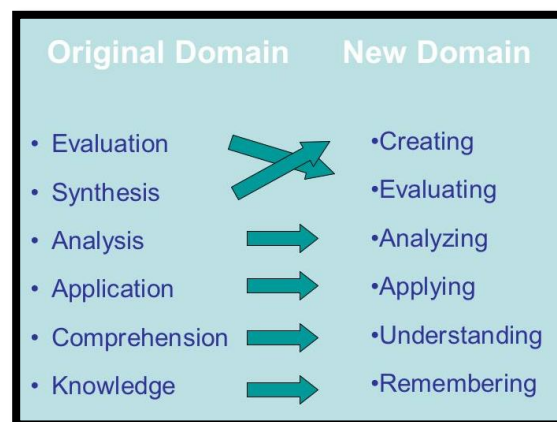 Original Domain New Domain
• Evaluation •Creating
• Synthesis •Evaluating
• Analysis •Analyzing
• Application •Applying
• Comprehension •Understanding
• Knowledge •Remembering